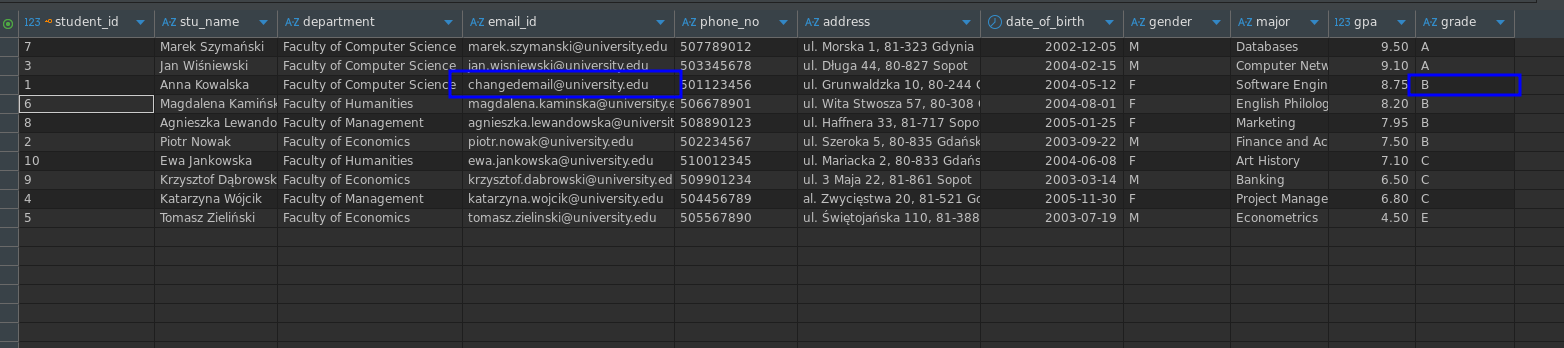 123 student_id A-Z stu_name A-Z department A-Z email_id A-Z phone_no A-Z address date_of_birth A-Z gender A-Z major 123 gpa A-Z grade
7 Marek Szymański Faculty of Computer Science marek.szymanski@university.edu 507789012 ul. Morska 1, 81-323 Gdynia 2002-12-05 M Databases 9.50 A
3 Jan Wiśniewski Faculty of Computer Science jan.wisniewski@university.edu 503345678 ul. Długa 44, 80-827 Sopot 2004-02-15 M Computer Netw 9.10 A
1 Anna Kowalska Faculty of Computer Science changedemail@university.edu 501123456 ul. Grunwaldzka 10, 80-244 G 2004-05-12 F Software Engin 8.75 B
6 Magdalena Kamińsk Faculty of Humanities magdalena.kaminska@university.e 506678901 ul. Wita Stwosza 57, 80-308 G 2004-08-01 F English Philolog 8.20 B
8 Agnieszka Lewando Faculty of Management agnieszka.lewandowska@universit 508890123 ul. Haffnera 33, 81-717 Sopot 2005-01-25 F Marketing 7.95 B
2 Piotr Nowak Faculty of Economics piotr.nowak@university.edu 502234567 ul. Szeroka 5, 80-835 Gdańsk 2003-09-22 M Finance and Ac 7.50 B
10 Ewa Jankowska Faculty of Humanities ewa.jankowska@university.edu 510012345 ul. Mariacka 2, 80-833 Gdańs 2004-06-08 F Art History 7.10 C
9 Krzysztof Dąbrowsk Faculty of Economics krzysztof.dabrowski@university.ed 509901234 ul. 3 Maja 22, 81-861 Sopot 2003-03-14 M Banking 6.50 C
4 Katarzyna Wójcik Faculty of Management katarzyna.wojcik@university.edu 504456789 al. Zwycięstwa 20, 81-521 Gd 2005-11-30 F Project Manage 6.80 C
5 Tomasz Zieliński Faculty of Economics tomasz.zielinski@university.edu 505567890 ul. Świętojańska 110, 81-388 2003-07-19 M Econometrics 4.50 E